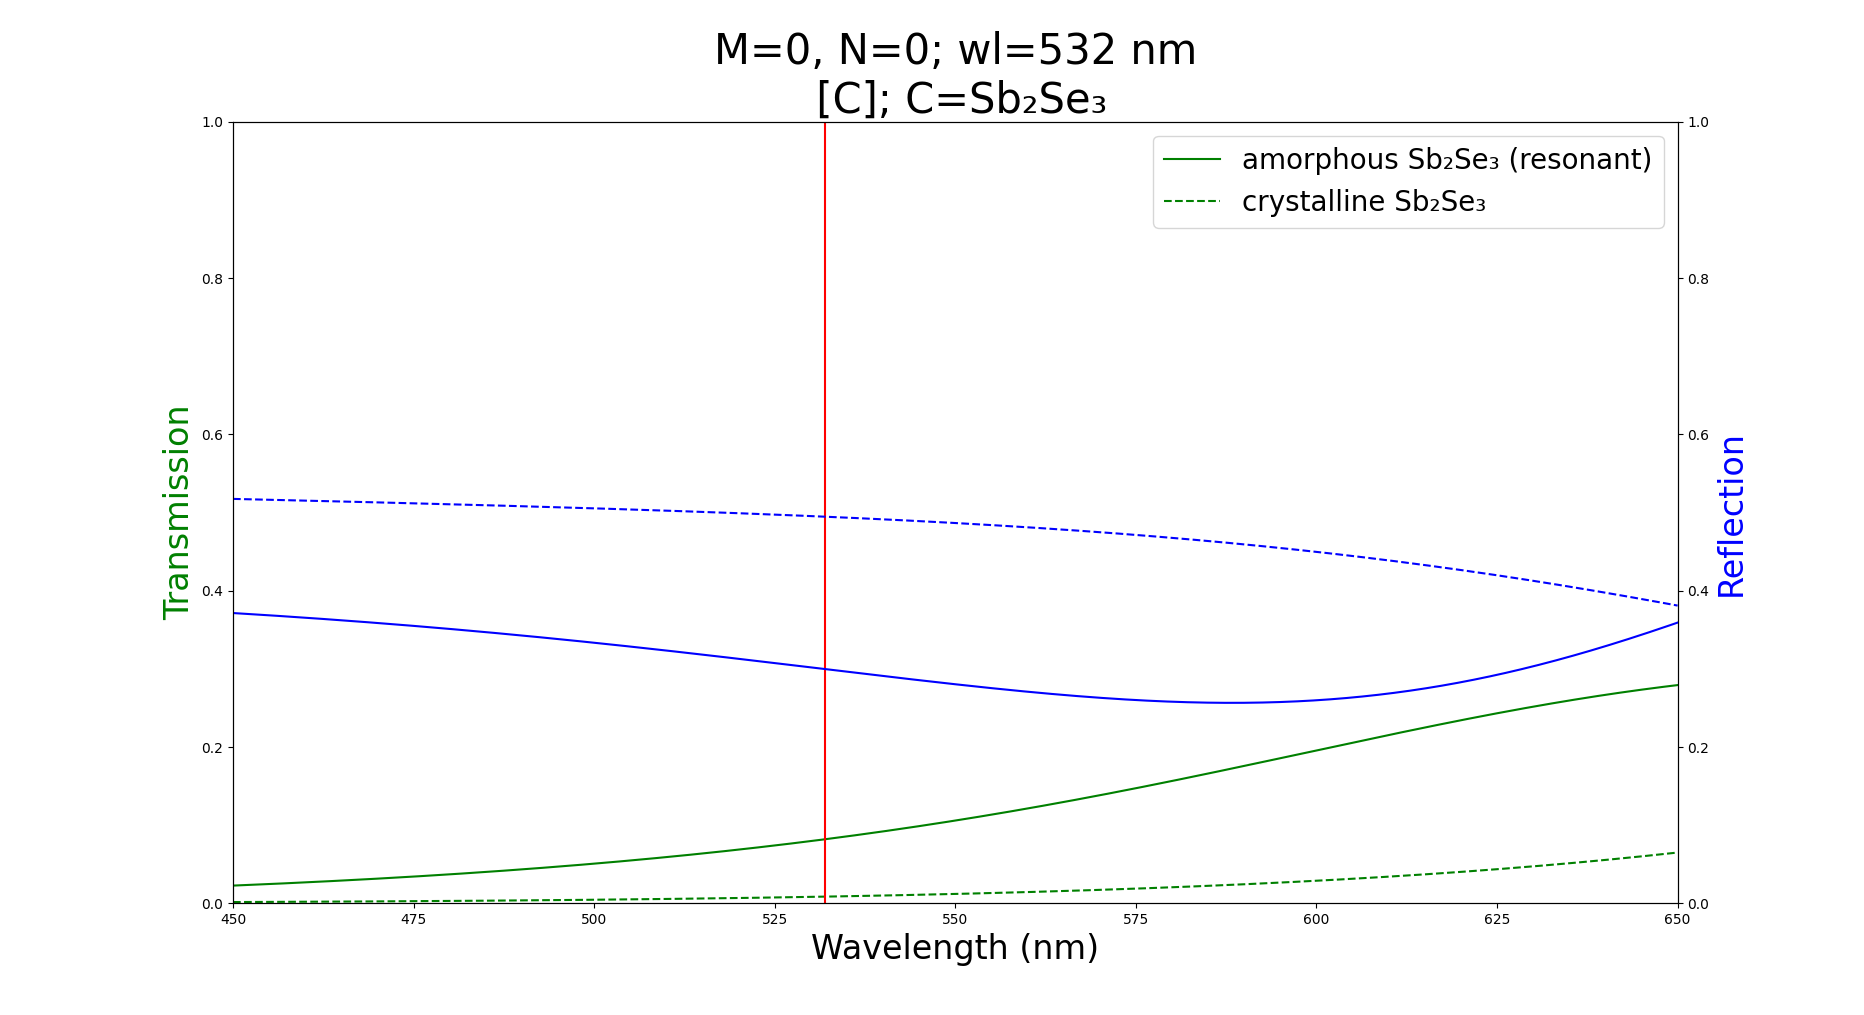 M=0, N=0; wl=532 nm
[C]; C=Sb₂Se₃
amorphous Sb₂Se₃ (resonant)
crystalline Sb₂Se₃
Transmission
1.0
0.8
0.6
0.4
0.2
0.0
1.0
0.8
0.6
0.4
0.2
0.0
Reflection
450 475 500 525 550 575 600 625 650
Wavelength (nm)